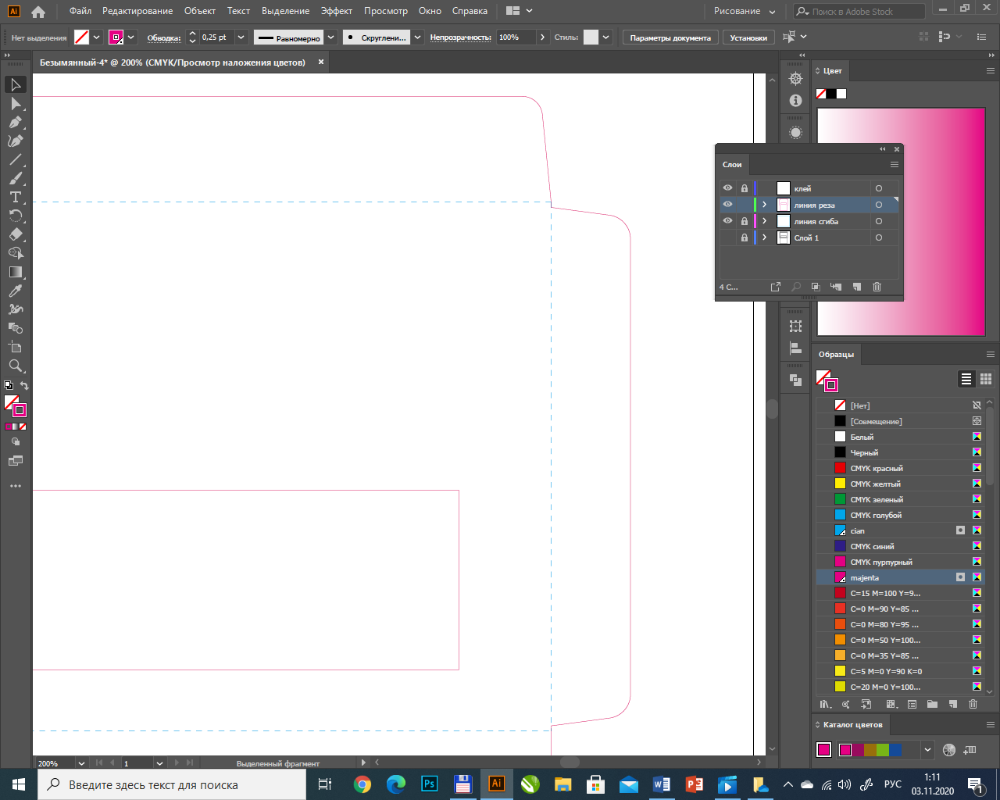 Ai
Файл
Редактирование
Объект
Текст
Выделение
Эффект
Просмотр
Окно
Справка
Рисование
Поиск в Adobe Stock
Нет выделения
Обводка:
0,25 pt
Равномерно
Скруглени...
Непрозрачность:
100%
Стиль:
Параметры документа
Установки
Безымянный-4* @ 200% (CMYK/Просмотр наложения цветов)
Цвет
Слои
клей
линия реза
линия сгиба
Слой 1
4 С...
Образцы
[Нет]
[Совмещение]
Белый
Черный
CMYK красный
CMYK желтый
CMYK зеленый
CMYK голубой
cian
CMYK синий
CMYK пурпурный
majenta
C=15 M=100 Y=9...
C=0 M=90 Y=85 ...
C=0 M=80 Y=95 ...
C=0 M=50 Y=100...
C=0 M=35 Y=85 ...
C=5 M=0 Y=90 K=0
C=20 M=0 Y=100...
Каталог цветов
200%
1
Выделенный фрагмент
Введите здесь текст для поиска
Ps
Ai
РУС
1:11
03.11.2020
1